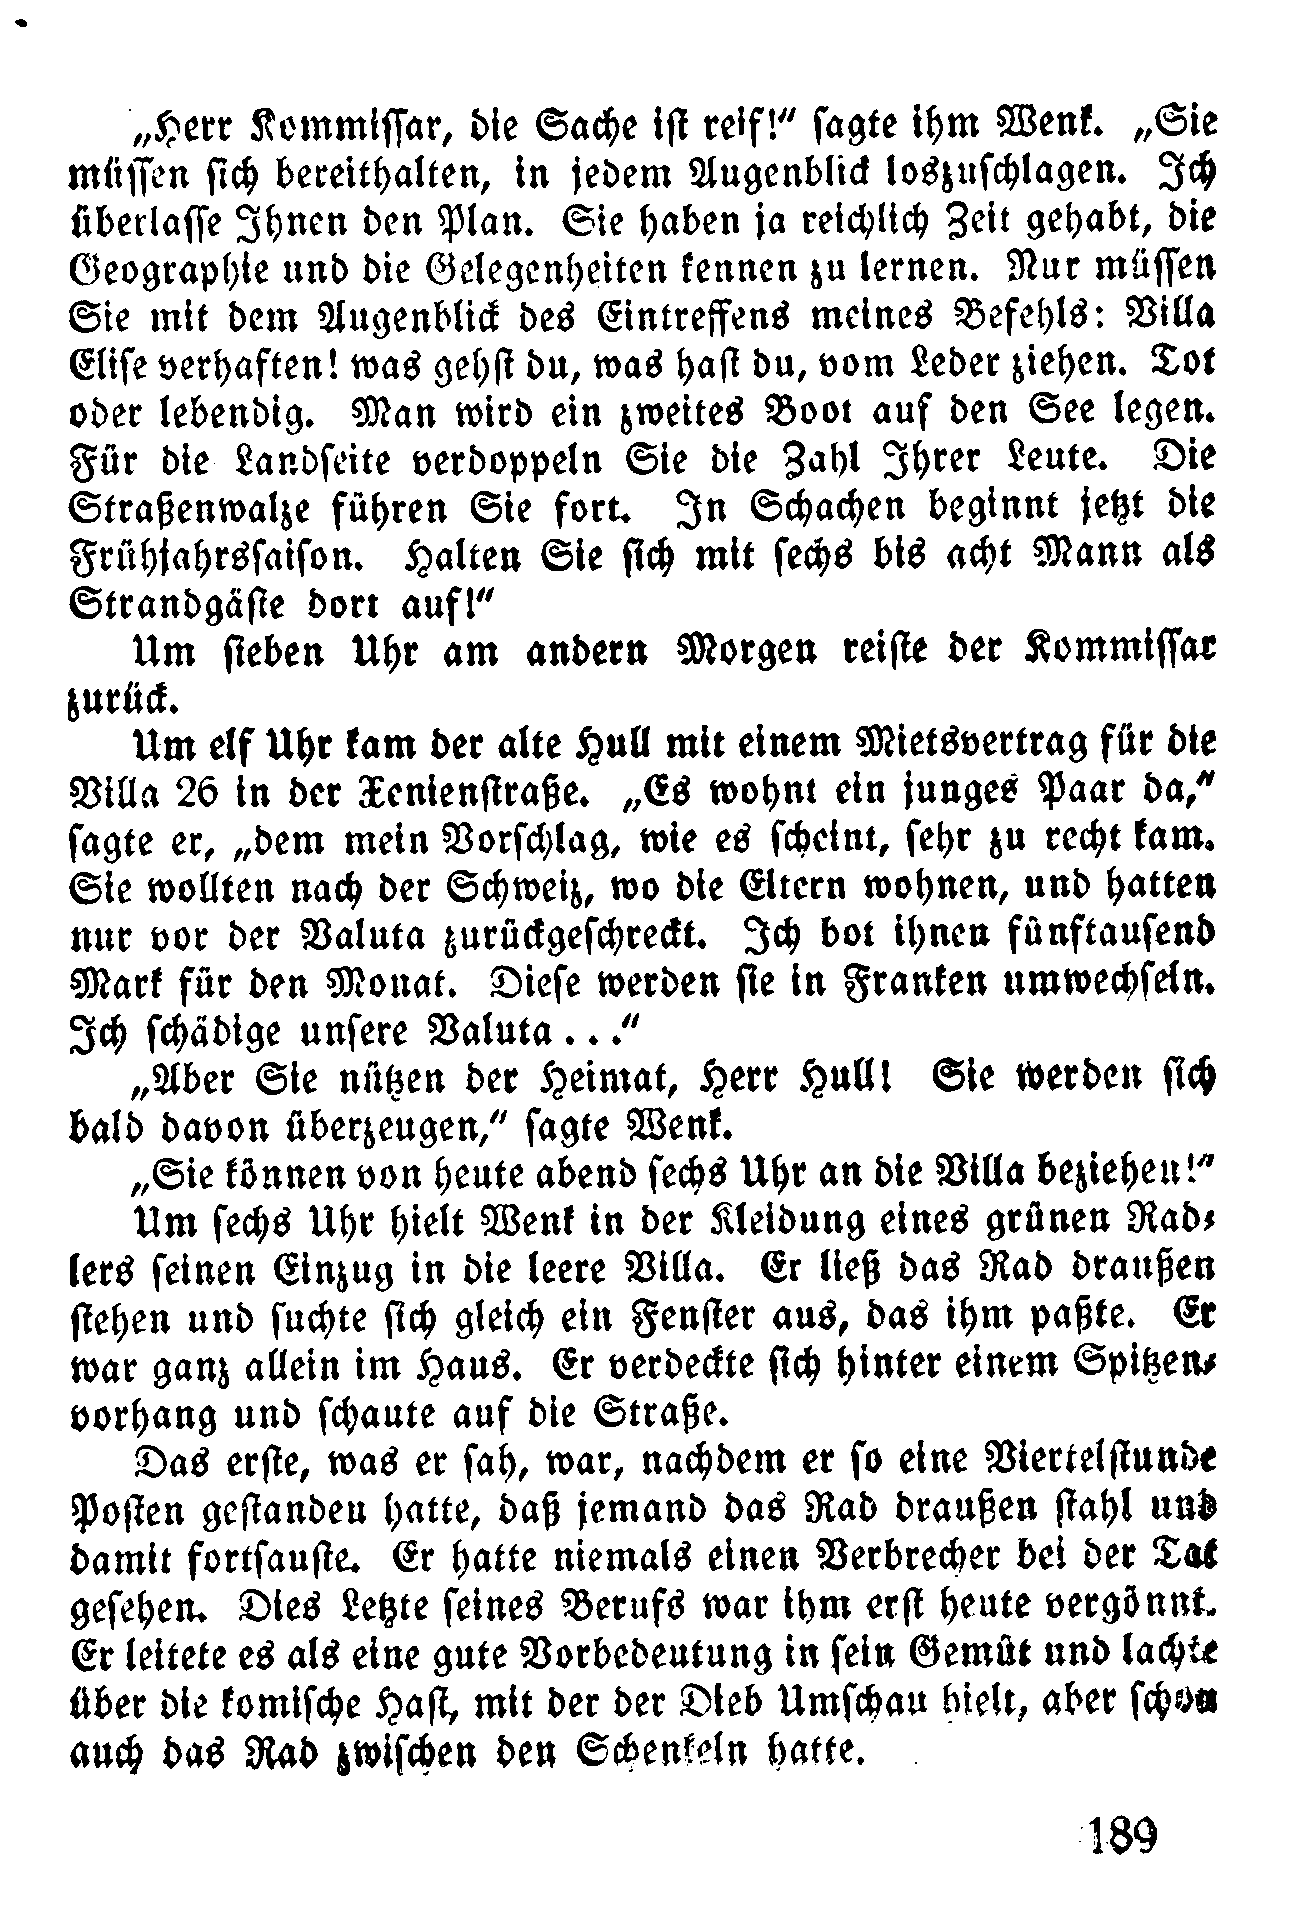 „Herr Kommissar, die Sache ist reif!“ sagte ihm Wenk. „Sie
müssen sich bereithalten, in jedem Augenblick loszuschlagen. Ich
überlasse Ihnen den Plan. Sie haben ja reichlich Zeit gehabt, die
Geographie und die Gelegenheiten kennen zu lernen. Nur müssen
Sie mit dem Augenblick des Eintreffens meines Befehls: Villa
Elise verhaften! was gehst du, was hast du, vom Leder ziehen. Tot
oder lebendig. Man wird ein zweites Boot auf den See legen.
Für die Landseite verdoppeln Sie die Zahl Ihrer Leute. Die
Straßenwalze führen Sie fort. In Schachen beginnt jetzt die
Frühjahrssaison. Halten Sie sich mit sechs bis acht Mann als
Strandgäste dort auf!“
Um sieben Uhr am andern Morgen reiste der Kommissar
zurück.
Um elf Uhr kam der alte Hull mit einem Mietsvertrag für die
Villa 26 in der Xenienstraße. „Es wohnt ein junges Paar da,“
sagte er, „dem mein Vorschlag, wie es scheint, sehr zu recht kam.
Sie wollten nach der Schweiz, wo die Eltern wohnen, und hatten
nur vor der Valuta zurückgeschreckt. Ich bot ihnen fünftausend
Mark für den Monat. Diese werden sie in Franken umwechseln.
Ich schädige unsere Valuta . . .“
„Aber Sie nützen der Heimat, Herr Hull! Sie werden sich
bald davon überzeugen,“ sagte Wenk.
„Sie können von heute abend sechs Uhr an die Villa beziehen!“
Um sechs Uhr hielt Wenk in der Kleidung eines grünen Rad-
lers seinen Einzug in die leere Villa. Er ließ das Rad draußen
stehen und suchte sich gleich ein Fenster aus, das ihm paßte. Er
war ganz allein im Haus. Er verdeckte sich hinter einem Spitzen-
vorhang und schaute auf die Straße.
Das erste, was er sah, war, nachdem er so eine Viertelstunde
Posten gestanden hatte, daß jemand das Rad draußen stahl und
damit fortsauste. Er hatte niemals einen Verbrecher bei der Tat
gesehen. Dies Letzte seines Berufs war ihm erst heute vergönnt.
Er leitete es als eine gute Vorbedeutung in sein Gemüt und lachte
über die komische Hast, mit der der Dieb Umschau hielt, aber schon
auch das Rad zwischen den Schenkeln hatte.
189